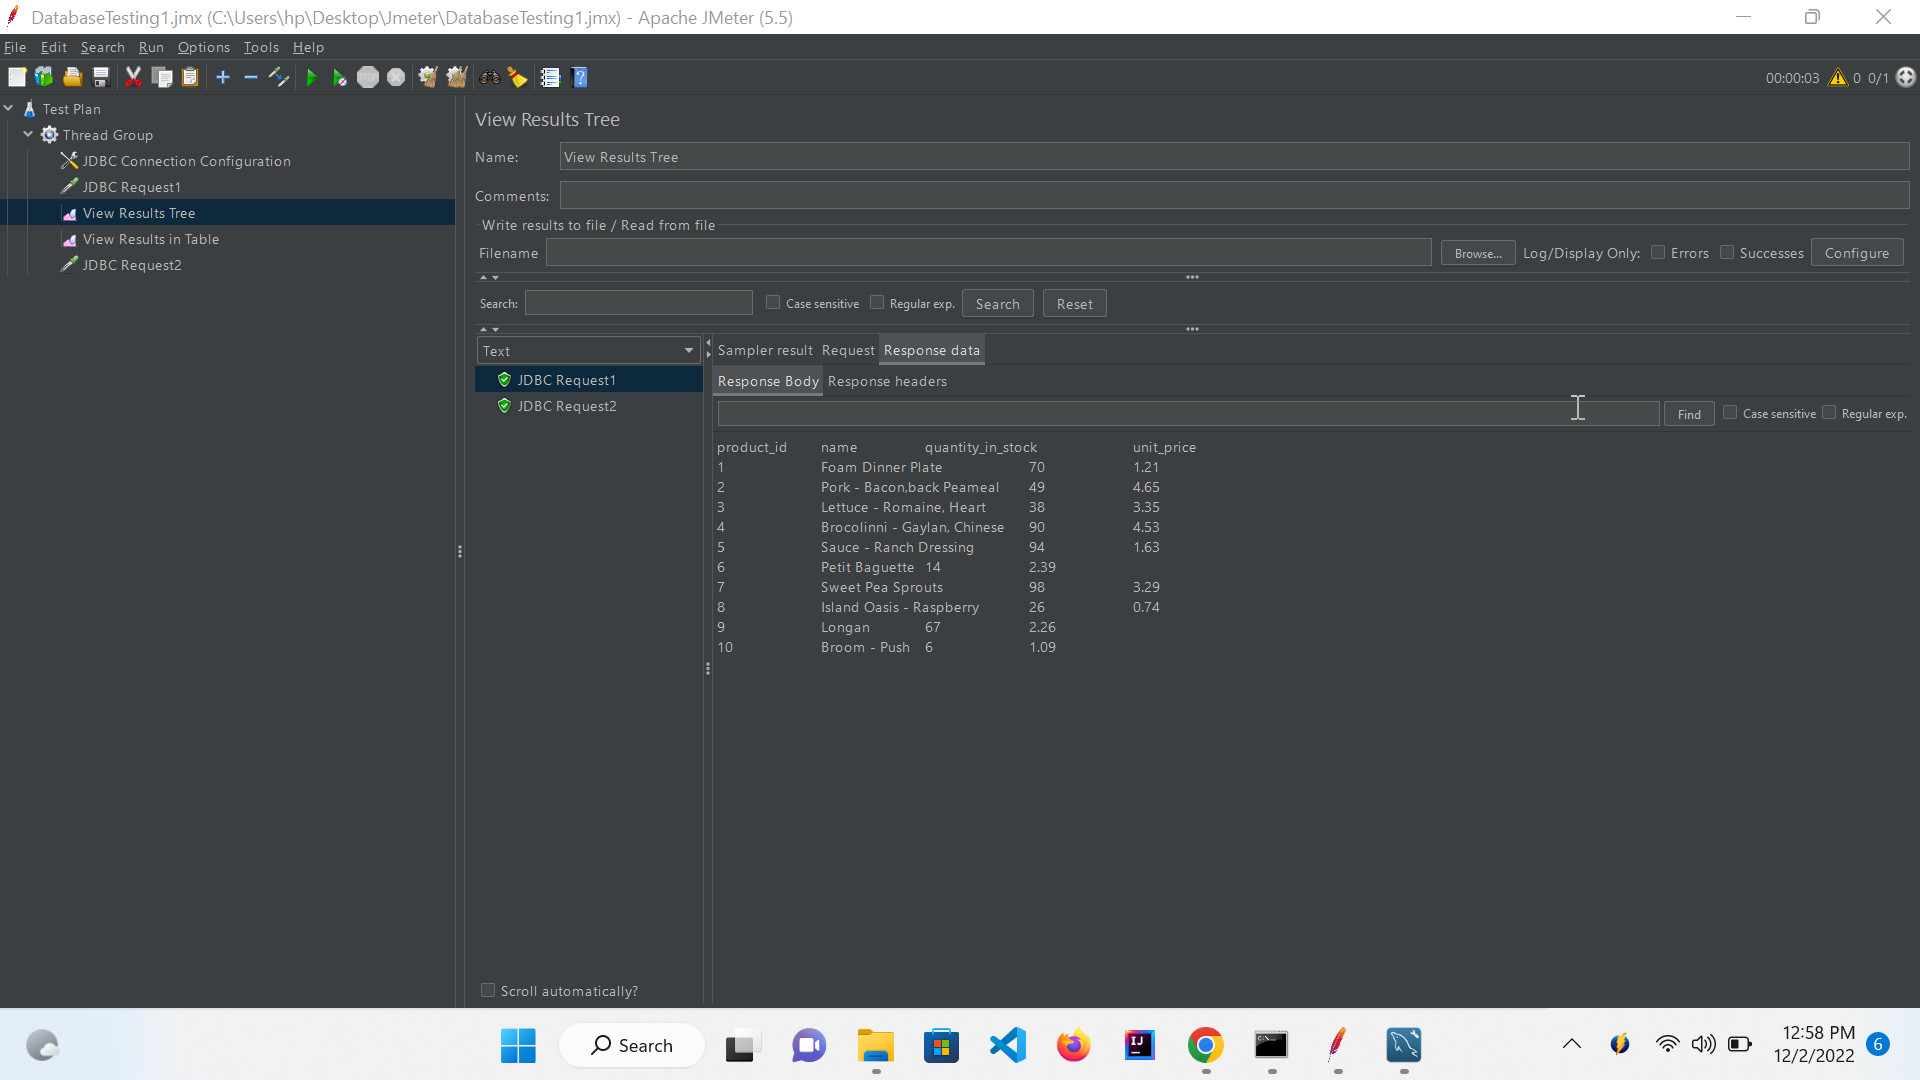 DatabaseTesting1.jmx (C:\Users\hp\Desktop\Jmeter\DatabaseTesting1.jmx) - Apache JMeter (5.5)
File Edit Search Run Options Tools Help
00:00:03 0 0/1
Test Plan
Thread Group
JDBC Connection Configuration
JDBC Request1
View Results Tree
View Results in Table
JDBC Request2
View Results Tree
Name: View Results Tree
Comments:
Write results to file / Read from file
Filename Browse... Log/Display Only: Errors Successes Configure
Search: Case sensitive Regular exp. Search Reset
Text
JDBC Request1
JDBC Request2
Scroll automatically?
Sampler result Request Response data
Response Body Response headers
Find Case sensitive Regular exp.
product_id name quantity_in_stock unit_price
1 Foam Dinner Plate 70 1.21
2 Pork - Bacon,back Peameal 49 4.65
3 Lettuce - Romaine, Heart 38 3.35
4 Brocolinni - Gaylan, Chinese 90 4.53
5 Sauce - Ranch Dressing 94 1.63
6 Petit Baguette 14 2.39
7 Sweet Pea Sprouts 98 3.29
8 Island Oasis - Raspberry 26 0.74
9 Longan 67 2.26
10 Broom - Push 6 1.09
Search
12:58 PM
12/2/2022
6